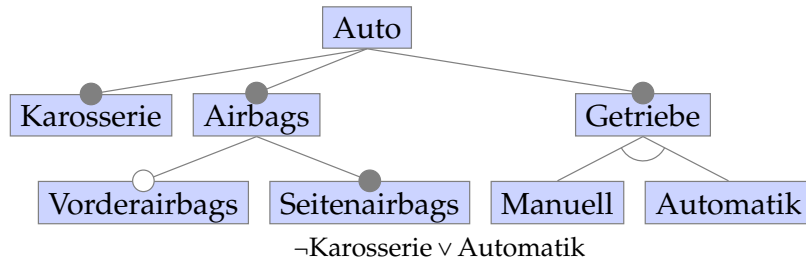 Auto
Karosserie Airbags Getriebe
Vorderairbags Seitenairbags Manuell Automatik
¬Karosserie ∨ Automatik